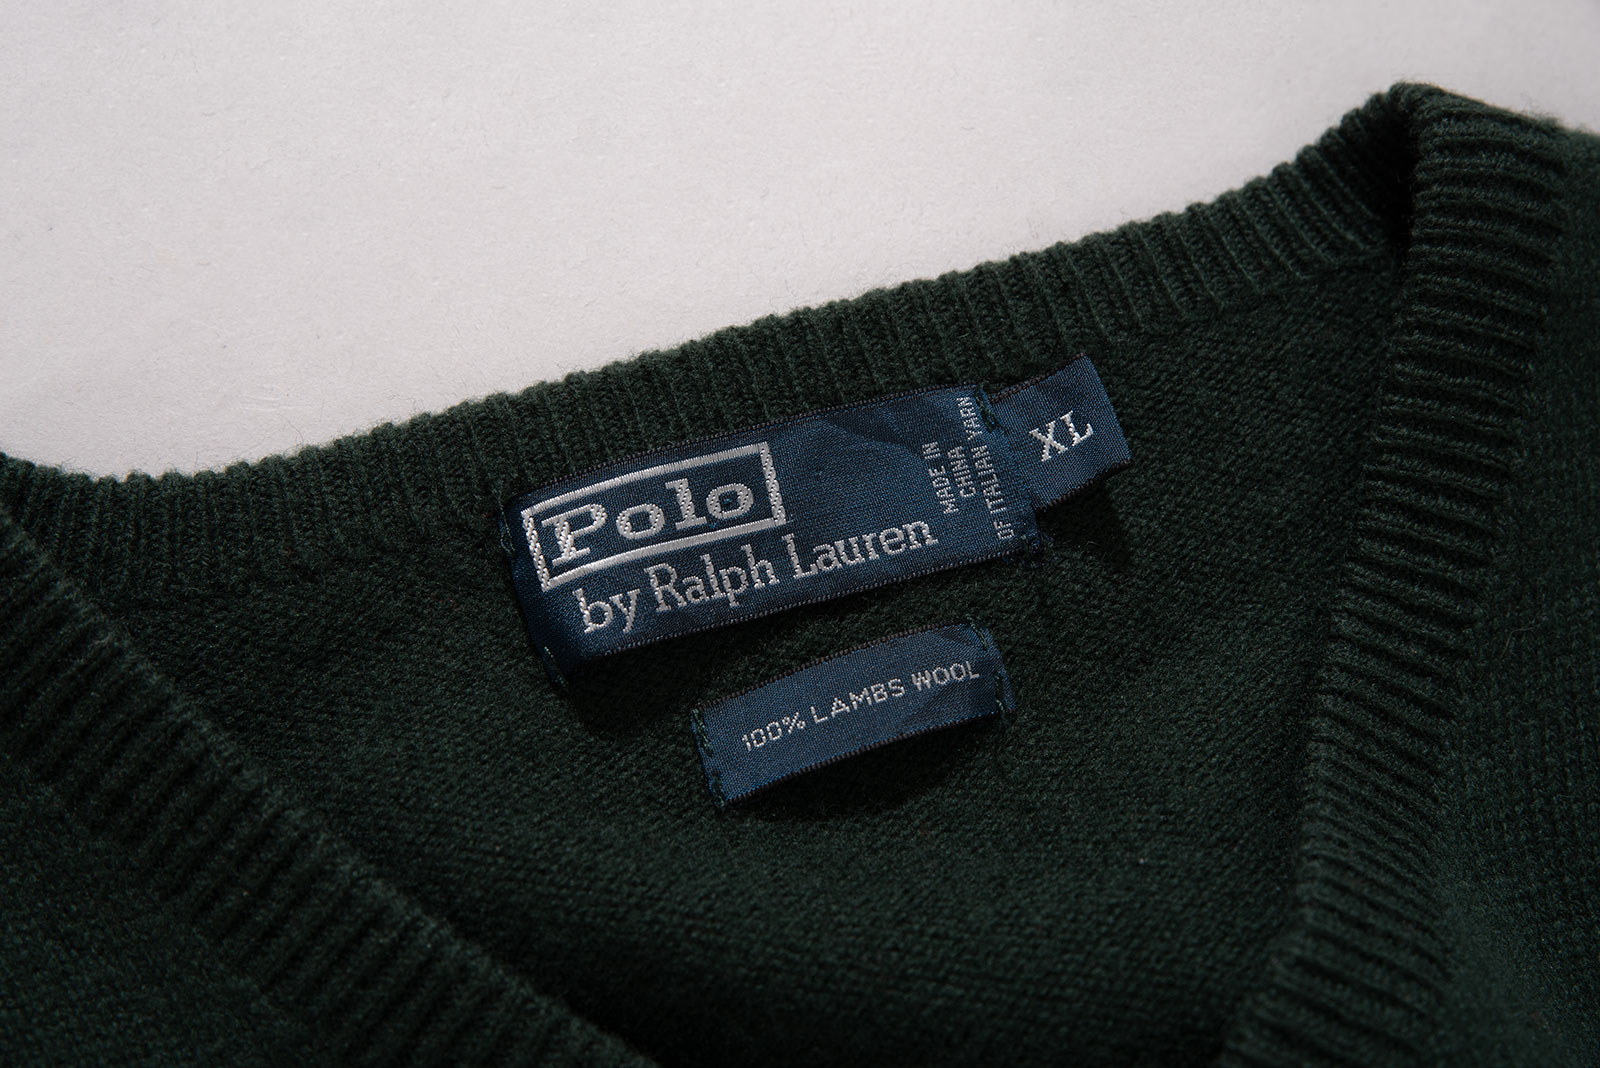 Polo
by Ralph Lauren
MADE IN
CHINA
OF ITALIAN YARN
XL
100% LAMBS WOOL